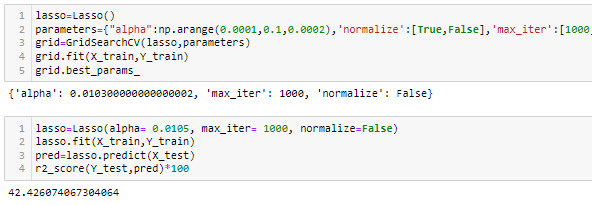 1 lasso=Lasso()
2 parameters={"alpha":np.arange(0.0001,0.1,0.0002),'normalize':[True,False],'max_iter':[1000,
3 grid=GridSearchCV(lasso,parameters)
4 grid.fit(X_train,Y_train)
5 grid.best_params_
{'alpha': 0.010300000000000002, 'max_iter': 1000, 'normalize': False}
1 lasso=Lasso(alpha= 0.0105, max_iter= 1000, normalize=False)
2 lasso.fit(X_train,Y_train)
3 pred=lasso.predict(X_test)
4 r2_score(Y_test,pred)*100
42.426074067304064